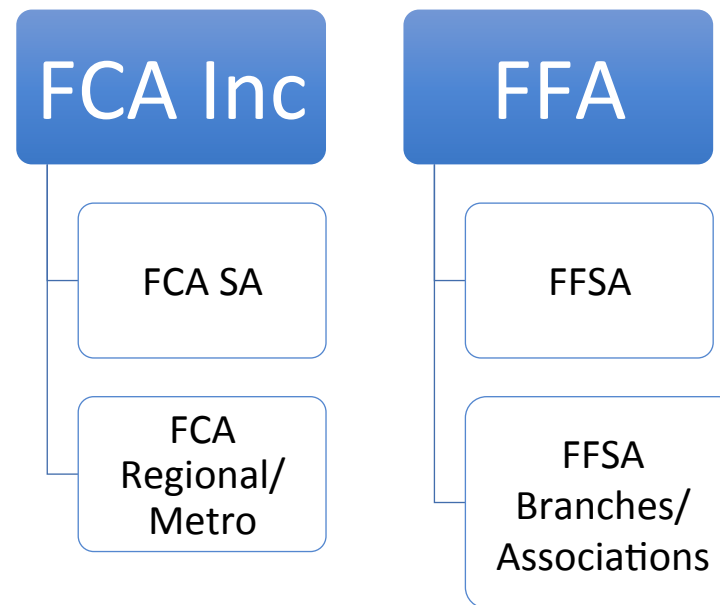 FCA Inc
FCA SA
FCA
Regional/
Metro
FFA
FFSA
FFSA
Branches/
Associations